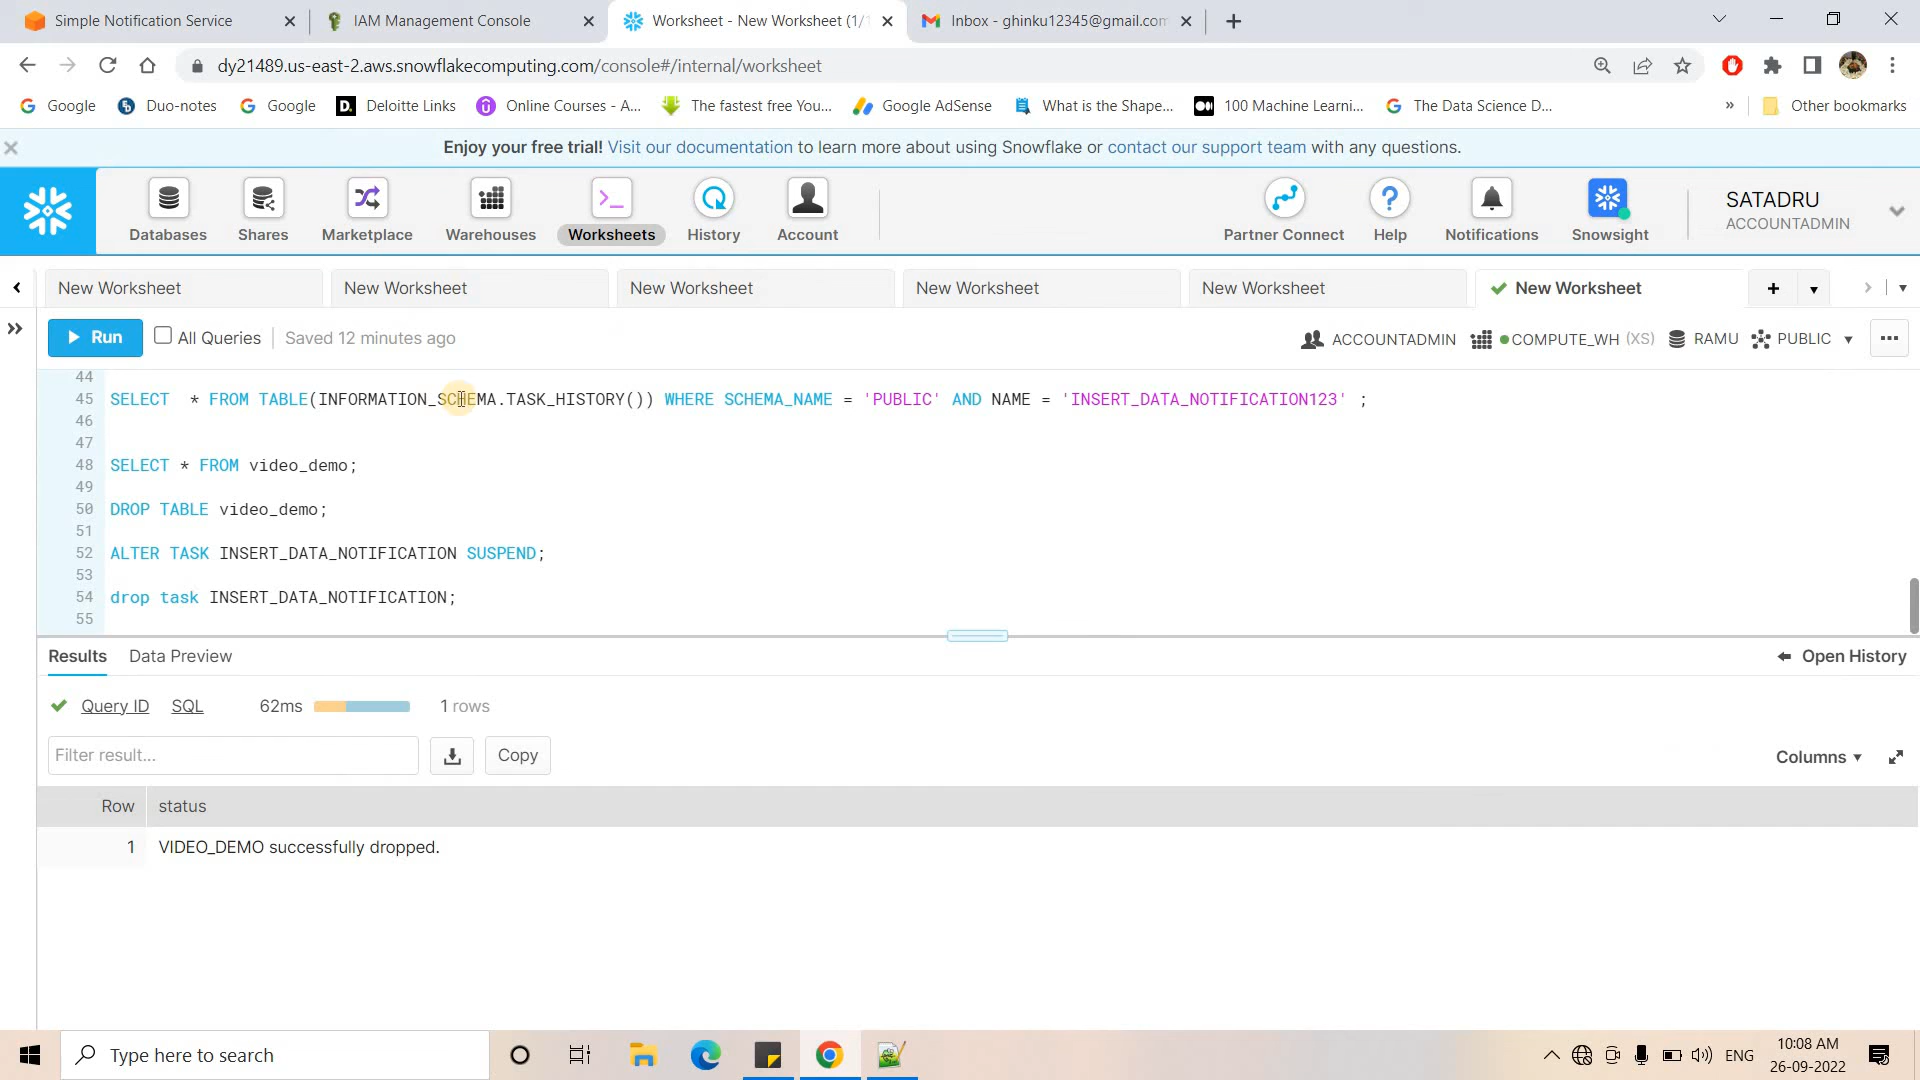 Simple Notification Service
IAM Management Console
Worksheet - New Worksheet (1/1
Inbox - ghinku12345@gmail.com
dy21489.us-east-2.aws.snowflakecomputing.com/console#/internal/worksheet
Google Duo-notes Google D. Deloitte Links Online Courses - A... The fastest free You... Google AdSense What is the Shape... 100 Machine Learni... The Data Science D... » Other bookmarks
Enjoy your free trial! Visit our documentation to learn more about using Snowflake or contact our support team with any questions.
Databases Shares Marketplace Warehouses Worksheets History Account Partner Connect Help Notifications Snowsight
SATADRU
ACCOUNTADMIN
New Worksheet New Worksheet New Worksheet New Worksheet New Worksheet New Worksheet
Run All Queries Saved 12 minutes ago ACCOUNTADMIN COMPUTE_WH (XS) RAMU PUBLIC
44
45 SELECT * FROM TABLE(INFORMATION_SCHEMA.TASK_HISTORY()) WHERE SCHEMA_NAME = 'PUBLIC' AND NAME = 'INSERT_DATA_NOTIFICATION123' ;
46
47
48 SELECT * FROM video_demo;
49
50 DROP TABLE video_demo;
51
52 ALTER TASK INSERT_DATA_NOTIFICATION SUSPEND;
53
54 drop task INSERT_DATA_NOTIFICATION;
55
Results Data Preview Open History
Query ID SQL 62ms 1 rows
Filter result... Copy Columns
Row status
1 VIDEO_DEMO successfully dropped.
Type here to search
ENG
10:08 AM
26-09-2022